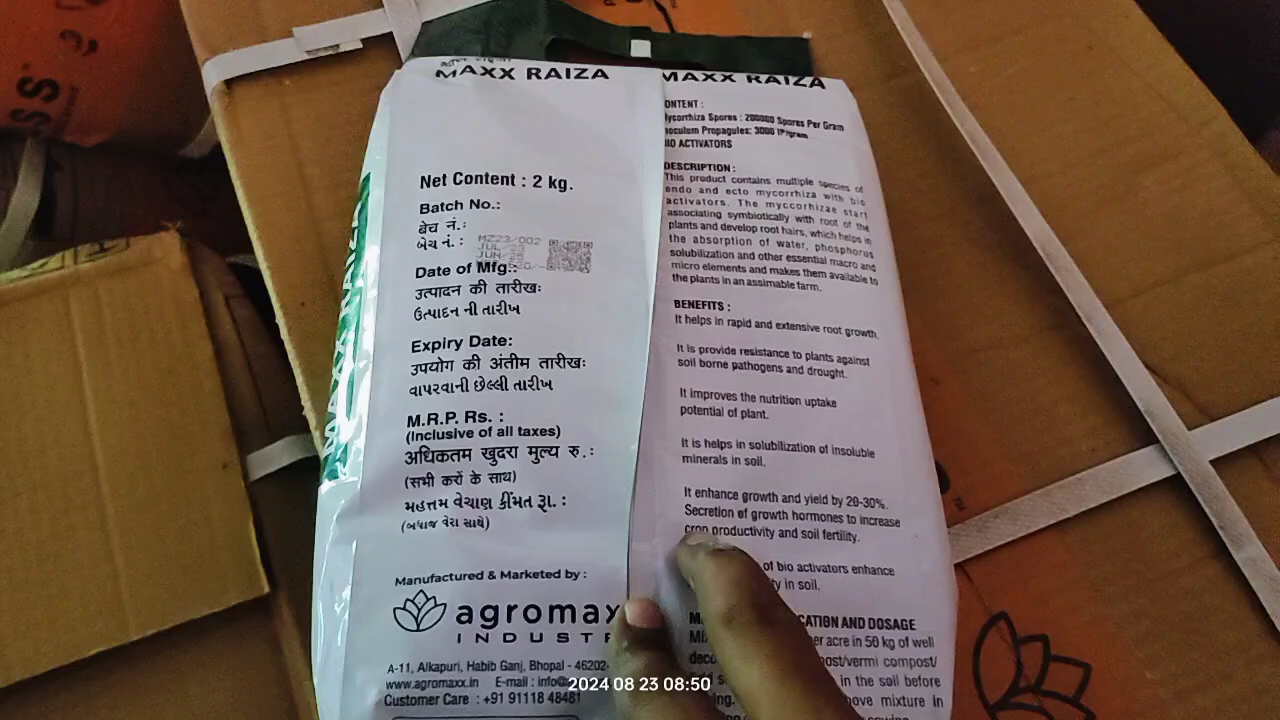 MAXX RAIZA
Net Content : 2 kg.
Batch No.:
बेच नं.:
બેચ નં. :
MZ23/002
JUL/23
Date of Mfg.:
उत्पादन की तारीखः
ઉત્પાદન ની તારીખ
Expiry Date:
उपयोग की अंतीम तारीखः
વાપરવાની છેલ્લી તારીખ
M.R.P. Rs. :
(Inclusive of all taxes)
अधिकतम खुदरा मुल्य रु.ः
(सभी करों के साथ)
મહત્તમ વેચાણ કીંમત રૂા. :
(બધાજ વેરા સાથે)
Manufactured & Marketed by :
agromax
INDUST
A-11, Alkapuri, Habib Ganj, Bhopal - 46202
www.agromaxx.in E-mail : info@
Customer Care : +91 91118 48481
MAXX RAIZA
ONTENT :
ycorrhiza Spores : 200000 Spores Per Gram
noculum Propagules: 3000 IP/gram
BIO ACTIVATORS
DESCRIPTION :
This product contains multiple species of
endo and ecto mycorrhiza with bio
activators. The myccorhizae start
associating symbiotically with root of the
plants and develop root hairs, which helps in
the absorption of water, phosphorus
solubilization and other essential macro and
micro elements and makes them available to
the plants in an assimable farm.
BENEFITS :
It helps in rapid and extensive root growth.
It is provide resistance to plants against
soil borne pathogens and drought.
It improves the nutrition uptake
potential of plant.
It is helps in solubilization of insoluble
minerals in soil.
It enhance growth and yield by 20-30%.
Secretion of growth hormones to increase
crop productivity and soil fertility.
of bio activators enhance
ty in soil.
CATION AND DOSAGE
er acre in 50 kg of well
deco ost/vermi compost/
in the soil before
ove mixture in
MAXX RAIZA
2024 08 23 08:50